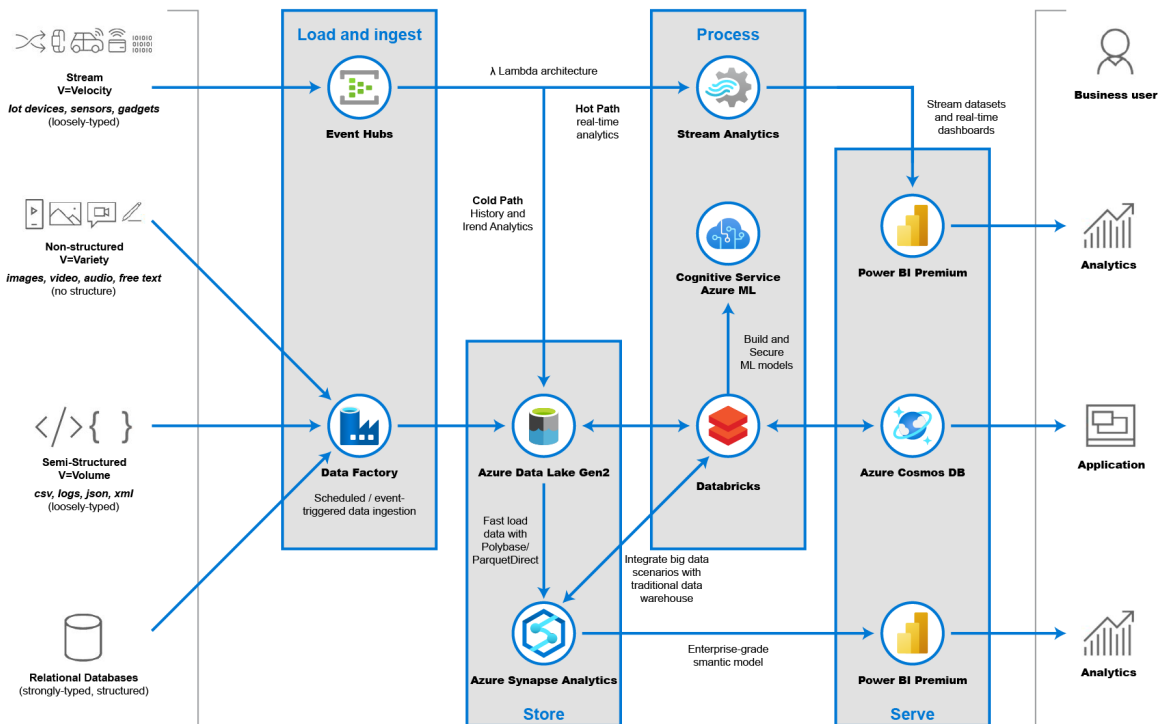 Load and ingest
Process
010101
010101
101010
Stream
V=Velocity
Iot devices, sensors, gadgets
(loosely-typed)
Event Hubs
λ Lambda architecture
Hot Path
real-time
analytics
Stream Analytics
Stream datasets
and real-time
dashboards
Business user
Non-structured
V=Variety
images, video, audio, free text
(no structure)
Cold Path
History and
Irend Analytics
Cognitive Service
Azure ML
Power BI Premium
Analytics
Build and
Secure
ML models
Semi-Structured
V=Volume
csv, logs, json, xml
(loosely-typed)
Data Factory
Scheduled / event-
triggered data ingestion
Azure Data Lake Gen2
Databricks
Azure Cosmos DB
Application
Fast load
data with
Polybase/
ParquetDirect
Integrate big data
scenarios with
traditional data
warehouse
Relational Databases
(strongly-typed, structured)
Azure Synapse Analytics
Enterprise-grade
smantic model
Power BI Premium
Analytics
Store
Serve